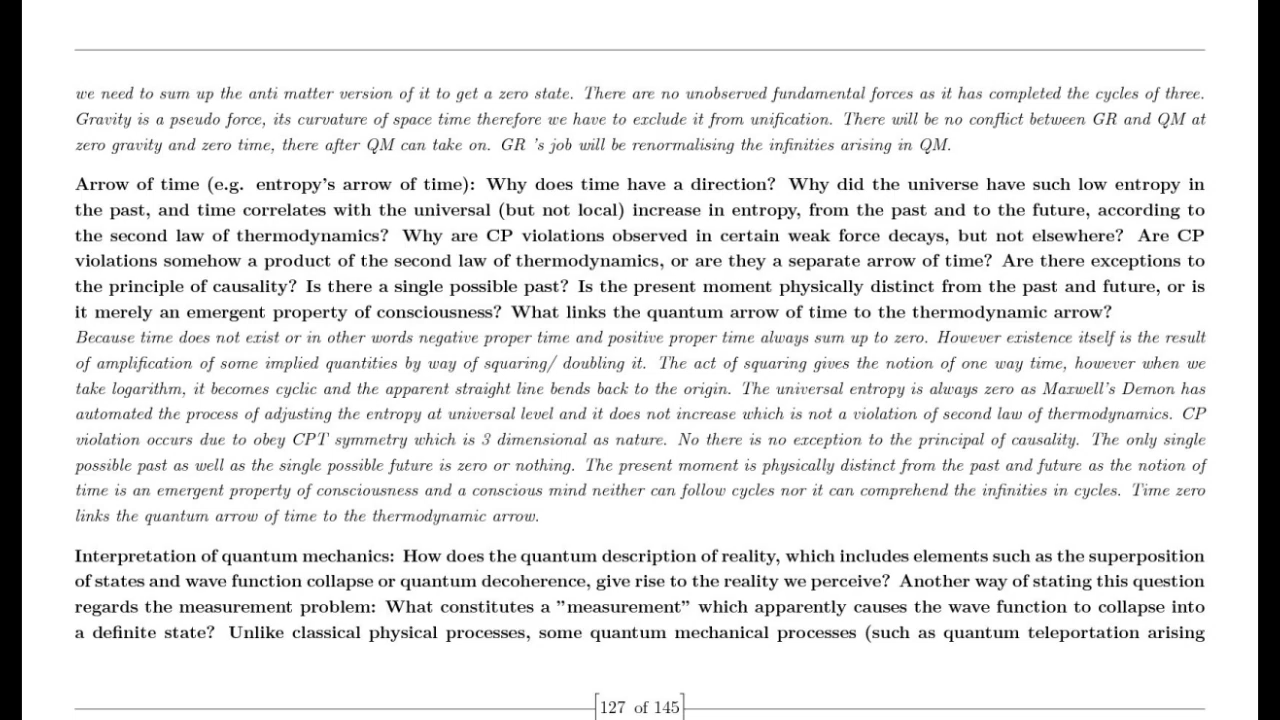 we need to sum up the anti matter version of it to get a zero state. There are no unobserved fundamental forces as it has completed the cycles of three.
Gravity is a pseudo force, its curvature of space time therefore we have to exclude it from unification. There will be no conflict between GR and QM at
zero gravity and zero time, there after QM can take on. GR 's job will be renormalising the infinities arising in QM.
Arrow of time (e.g. entropy's arrow of time): Why does time have a direction? Why did the universe have such low entropy in
the past, and time correlates with the universal (but not local) increase in entropy, from the past and to the future, according to
the second law of thermodynamics? Why are CP violations observed in certain weak force decays, but not elsewhere? Are CP
violations somehow a product of the second law of thermodynamics, or are they a separate arrow of time? Are there exceptions to
the principle of causality? Is there a single possible past? Is the present moment physically distinct from the past and future, or is
it merely an emergent property of consciousness? What links the quantum arrow of time to the thermodynamic arrow?
Because time does not exist or in other words negative proper time and positive proper time always sum up to zero. However existence itself is the result
of amplification of some implied quantities by way of squaring/ doubling it. The act of squaring gives the notion of one way time, however when we
take logarithm, it becomes cyclic and the apparent straight line bends back to the origin. The universal entropy is always zero as Maxwell's Demon has
automated the process of adjusting the entropy at universal level and it does not increase which is not a violation of second law of thermodynamics. CP
violation occurs due to obey CPT symmetry which is 3 dimensional as nature. No there is no exception to the principal of causality. The only single
possible past as well as the single possible future is zero or nothing. The present moment is physically distinct from the past and future as the notion of
time is an emergent property of consciousness and a conscious mind neither can follow cycles nor it can comprehend the infinities in cycles. Time zero
links the quantum arrow of time to the thermodynamic arrow.
Interpretation of quantum mechanics: How does the quantum description of reality, which includes elements such as the superposition
of states and wave function collapse or quantum decoherence, give rise to the reality we perceive? Another way of stating this question
regards the measurement problem: What constitutes a "measurement" which apparently causes the wave function to collapse into
a definite state? Unlike classical physical processes, some quantum mechanical processes (such as quantum teleportation arising
[127 of 145]